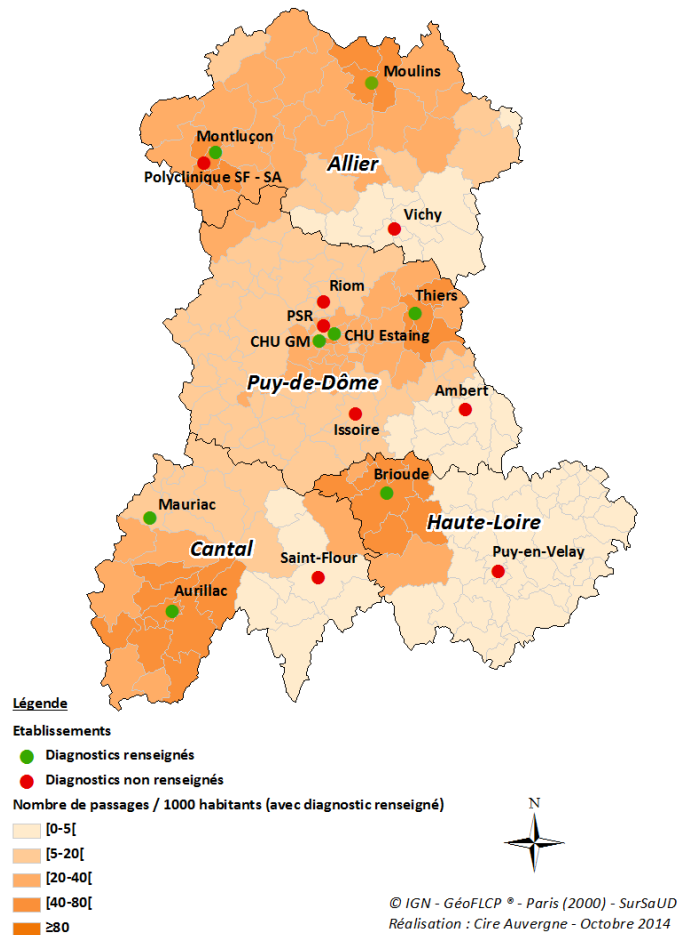 Moulins
Montluçon
Polyclinique SF - SA
Allier
Vichy
Riom
Thiers
PSR
CHU GM
CHU Estaing
Puy-de-Dôme
Ambert
Issoire
Brioude
Mauriac
Haute-Loire
Cantal
Saint-Flour
Puy-en-Velay
Aurillac
Légende
Etablissements
Diagnostics renseignés
Diagnostics non renseignés
Nombre de passages / 1000 habitants (avec diagnostic renseigné)
[0-5[
[5-20[
[20-40[
[40-80[
≥80
N
© IGN - GéoFLCP ® - Paris (2000) - SurSaUD
Réalisation : Cire Auvergne - Octobre 2014